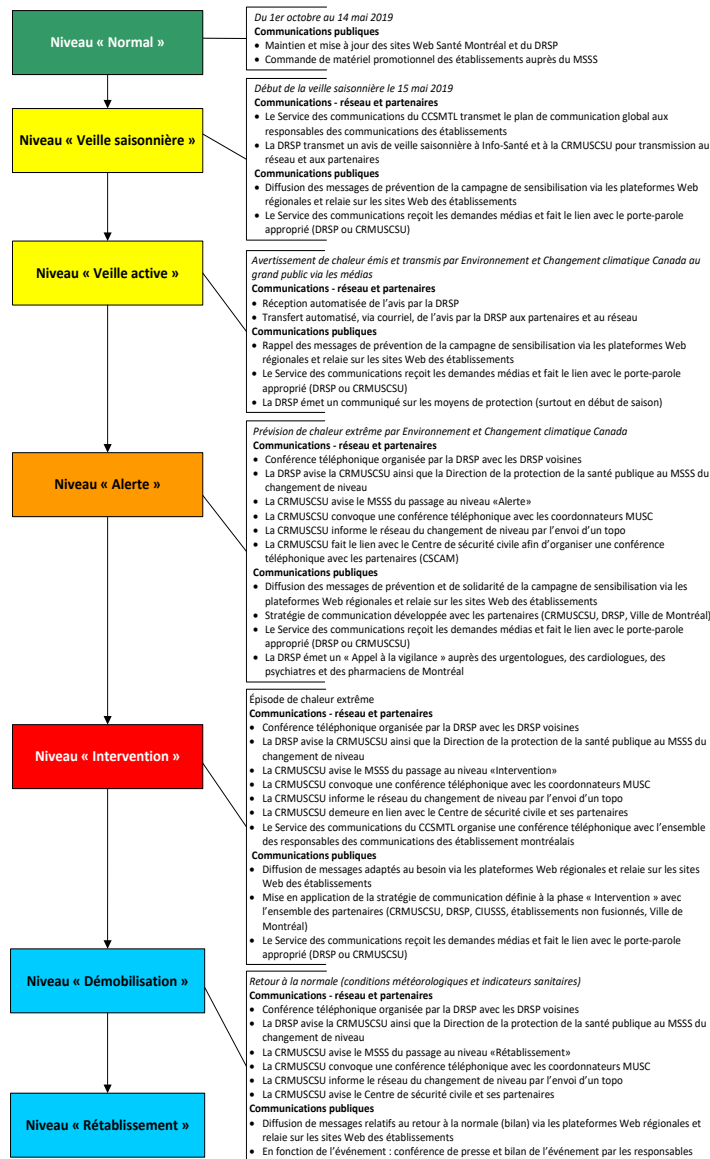 Niveau « Normal »
Du 1er octobre au 14 mai 2019
Communications publiques
• Maintien et mise à jour des sites Web Santé Montréal et du DRSP
• Commande de matériel promotionnel des établissements auprès du MSSS
Niveau « Veille saisonnière »
Début de la veille saisonnière le 15 mai 2019
Communications - réseau et partenaires
• Le Service des communications du CCSMTL transmet le plan de communication global aux
responsables des communications des établissements
• La DRSP transmet un avis de veille saisonnière à Info-Santé et à la CRMUSCSU pour transmission au
réseau et aux partenaires
Communications publiques
• Diffusion des messages de prévention de la campagne de sensibilisation via les plateformes Web
régionales et relaie sur les sites Web des établissements
• Le Service des communications reçoit les demandes médias et fait le lien avec le porte-parole
approprié (DRSP ou CRMUSCSU)
Niveau « Veille active »
Avertissement de chaleur émis et transmis par Environnement et Changement climatique Canada au
grand public via les médias
Communications - réseau et partenaires
• Réception automatisée de l’avis par la DRSP
• Transfert automatisé, via courriel, de l’avis par la DRSP aux partenaires et au réseau
Communications publiques
• Rappel des messages de prévention de la campagne de sensibilisation via les plateformes Web
régionales et relaie sur les sites Web des établissements
• Le Service des communications reçoit les demandes médias et fait le lien avec le porte-parole
approprié (DRSP ou CRMUSCSU)
• La DRSP émet un communiqué sur les moyens de protection (surtout en début de saison)
Niveau « Alerte »
Prévision de chaleur extrême par Environnement et Changement climatique Canada
Communications - réseau et partenaires
• Conférence téléphonique organisée par la DRSP avec les DRSP voisines
• La DRSP avise la CRMUSCSU ainsi que la Direction de la protection de la santé publique au MSSS du
changement de niveau
• La CRMUSCSU avise le MSSS du passage au niveau «Alerte»
• La CRMUSCSU convoque une conférence téléphonique avec les coordonnateurs MUSC
• La CRMUSCSU informe le réseau du changement de niveau par l’envoi d’un topo
• La CRMUSCSU fait le lien avec le Centre de sécurité civile afin d’organiser une conférence
téléphonique avec les partenaires (CSCAM)
Communications publiques
• Diffusion des messages de prévention et de solidarité de la campagne de sensibilisation via les
plateformes Web régionales et relaie sur les sites Web des établissements
• Stratégie de communication développée avec les partenaires (CRMUSCSU, DRSP, Ville de Montréal)
• Le Service des communications reçoit les demandes médias et fait le lien avec le porte-parole
approprié (DRSP ou CRMUSCSU)
• La DRSP émet un « Appel à la vigilance » auprès des urgentologues, des cardiologues, des
psychiatres et des pharmaciens de Montréal
Niveau « Intervention »
Épisode de chaleur extrême
Communications - réseau et partenaires
• Conférence téléphonique organisée par la DRSP avec les DRSP voisines
• La DRSP avise la CRMUSCSU ainsi que la Direction de la protection de la santé publique au MSSS du
changement de niveau
• La CRMUSCSU avise le MSSS du passage au niveau «Intervention»
• La CRMUSCSU convoque une conférence téléphonique avec les coordonnateurs MUSC
• La CRMUSCSU informe le réseau du changement de niveau par l’envoi d’un topo
• La CRMUSCSU demeure en lien avec le Centre de sécurité civile et ses partenaires
• Le Service des communications du CCSMTL organise une conférence téléphonique avec l’ensemble
des responsables des communications des établissement montréalais
Communications publiques
• Diffusion de messages adaptés au besoin via les plateformes Web régionales et relaie sur les sites
Web des établissements
• Mise en application de la stratégie de communication définie à la phase « Intervention » avec
l’ensemble des partenaires (CRMUSCSU, DRSP, CIUSSS, établissements non fusionnés, Ville de
Montréal)
• Le Service des communications reçoit les demandes médias et fait le lien avec le porte-parole
approprié (DRSP ou CRMUSCSU)
Niveau « Démobilisation »
Retour à la normale (conditions météorologiques et indicateurs sanitaires)
Communications - réseau et partenaires
• Conférence téléphonique organisée par la DRSP avec les DRSP voisines
• La DRSP avise la CRMUSCSU ainsi que la Direction de la protection de la santé publique au MSSS du
changement de niveau
• La CRMUSCSU avise le MSSS du passage au niveau «Rétablissement»
• La CRMUSCSU convoque une conférence téléphonique avec les coordonnateurs MUSC
• La CRMUSCSU informe le réseau du changement de niveau par l’envoi d’un topo
• La CRMUSCSU avise le Centre de sécurité civile et ses partenaires
Communications publiques
• Diffusion de messages relatifs au retour à la normale (bilan) via les plateformes Web régionales et
relaie sur les sites Web des établissements
• En fonction de l’événement : conférence de presse et bilan de l’événement par les responsables
Niveau « Rétablissement »